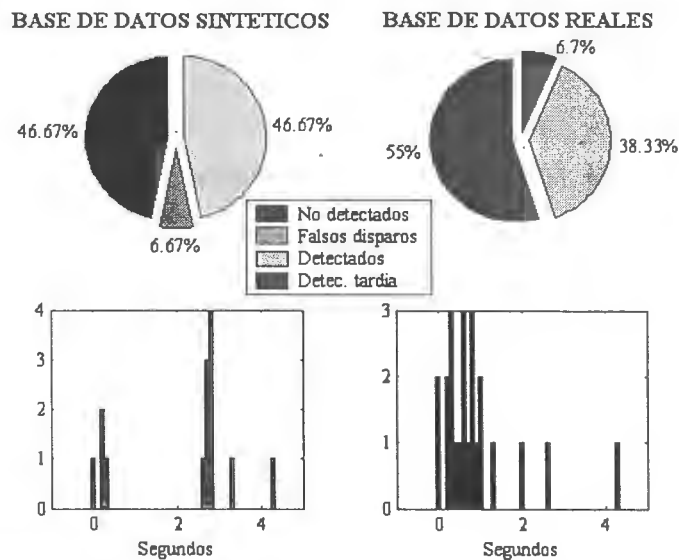 BASE DE DATOS SINTETICOS
BASE DE DATOS REALES
46.67%
46.67%
6.67%
6.7%
55%
38.33%
No detectados
Falsos disparos
Detectados
Detec. tardia
4
3
2
1
0
0 2 4
Segundos
3
2
1
0
0 2 4
Segundos